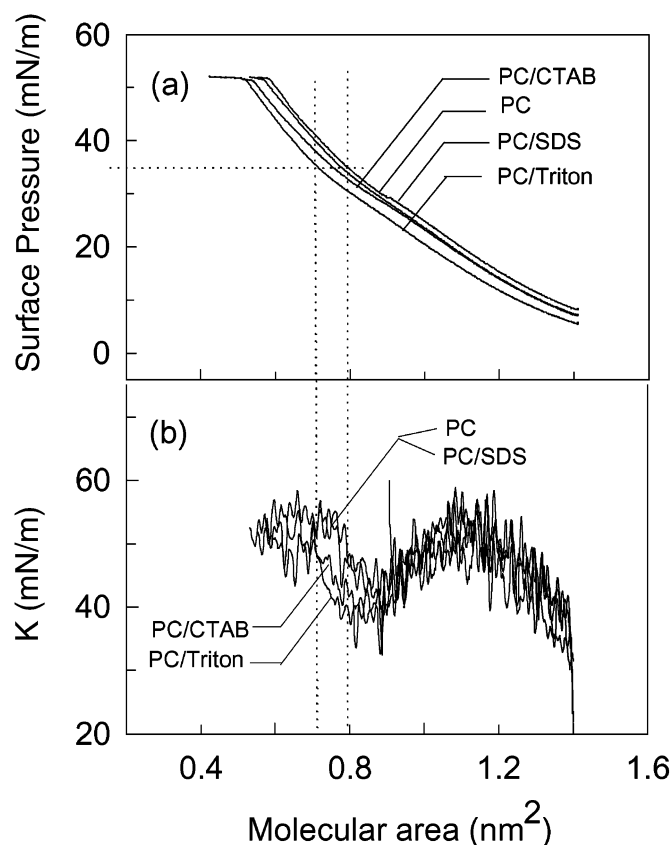 60
(a)
PC/CTAB
PC
PC/SDS
PC/Triton
40
20
0
Surface Pressure (mN/m)
(b)
PC
PC/SDS
60
40
20
PC/CTAB
PC/Triton
K (mN/m)
0.4 0.8 1.2 1.6
Molecular area (nm²)